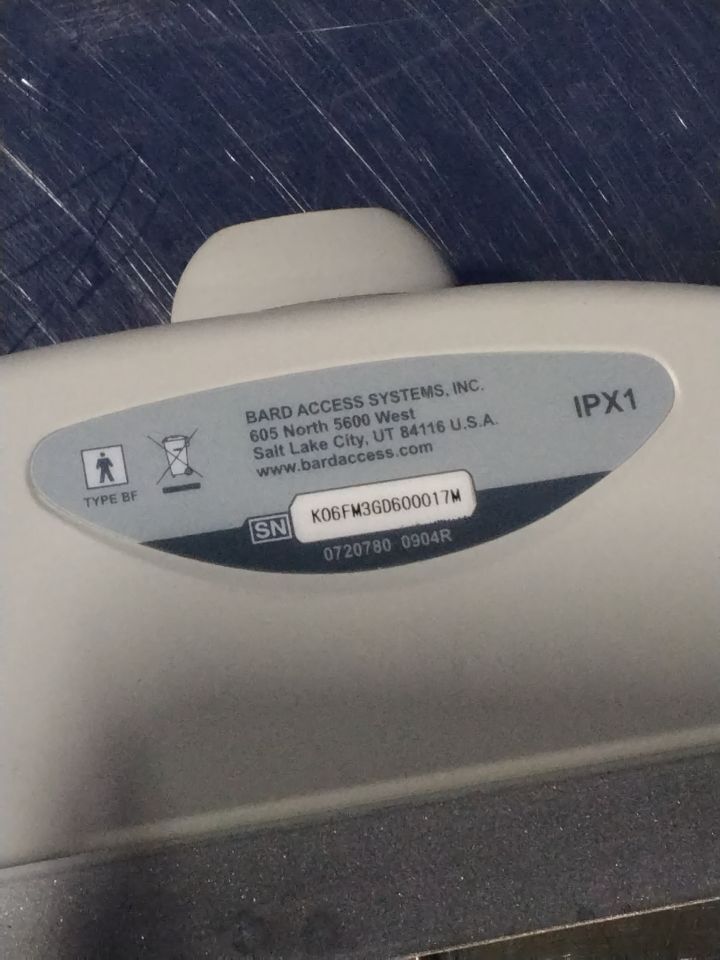 BARD ACCESS SYSTEMS, INC.
605 North 5600 West
Salt Lake City, UT 84116 U.S.A.
www.bardaccess.com
IPX1
TYPE BF
SN K06FM3GD600017M
0720780 0904R